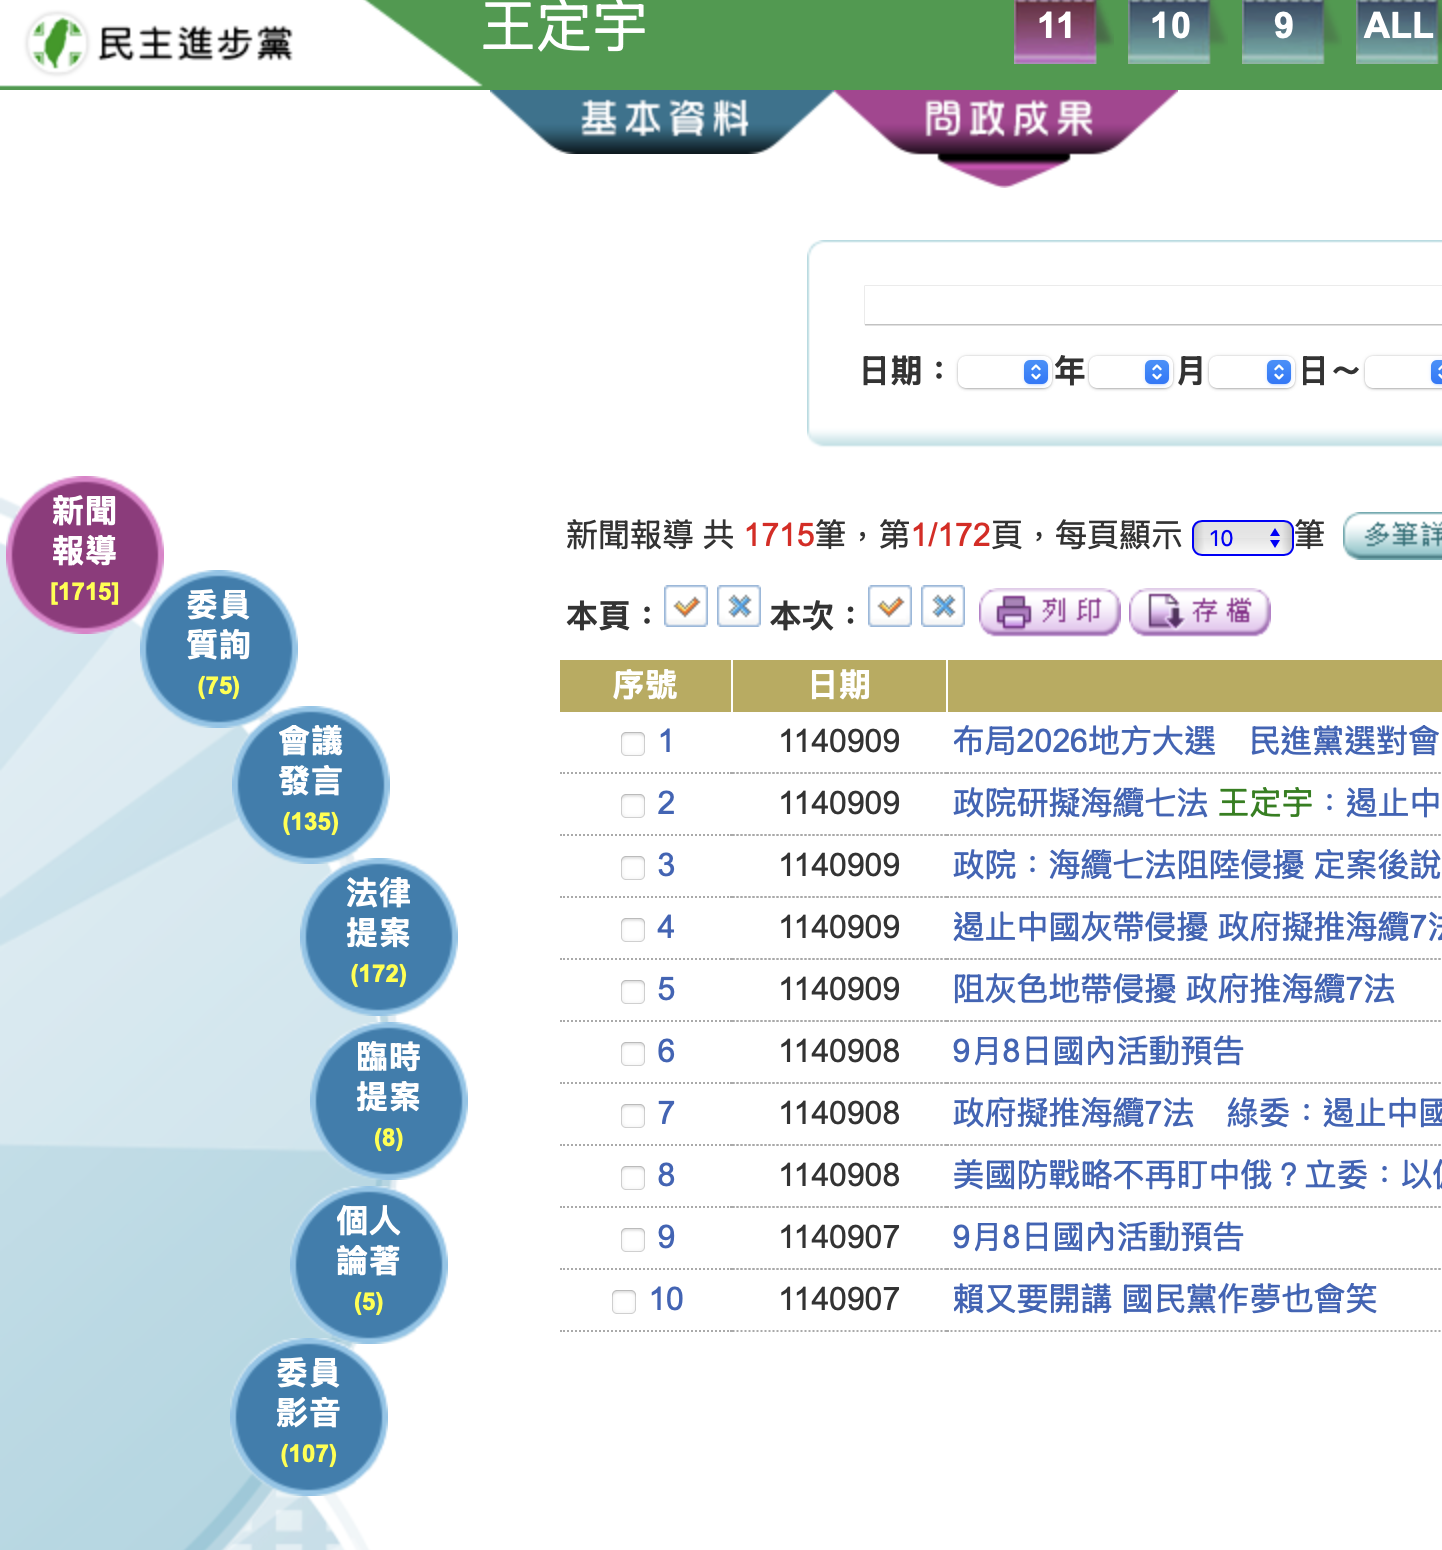 民主進步黨
王定宇
11 10 9 ALL
基本資料 問政成果
日期： 年 月 日～
新聞報導 共 1715筆，第1/172頁，每頁顯示 10 筆 多筆詳
本頁： 本次： 列印 存檔
序號 日期
1 1140909 布局2026地方大選　民進黨選對會
2 1140909 政院研擬海纜七法 王定宇：遏止中
3 1140909 政院：海纜七法阻陸侵擾 定案後說
4 1140909 遏止中國灰帶侵擾 政府擬推海纜7法
5 1140909 阻灰色地帶侵擾 政府推海纜7法
6 1140908 9月8日國內活動預告
7 1140908 政府擬推海纜7法　綠委：遏止中國
8 1140908 美國防戰略不再盯中俄？立委：以
9 1140907 9月8日國內活動預告
10 1140907 賴又要開講 國民黨作夢也會笑
新聞
報導
[1715]
委員
質詢
(75)
會議
發言
(135)
法律
提案
(172)
臨時
提案
(8)
個人
論著
(5)
委員
影音
(107)